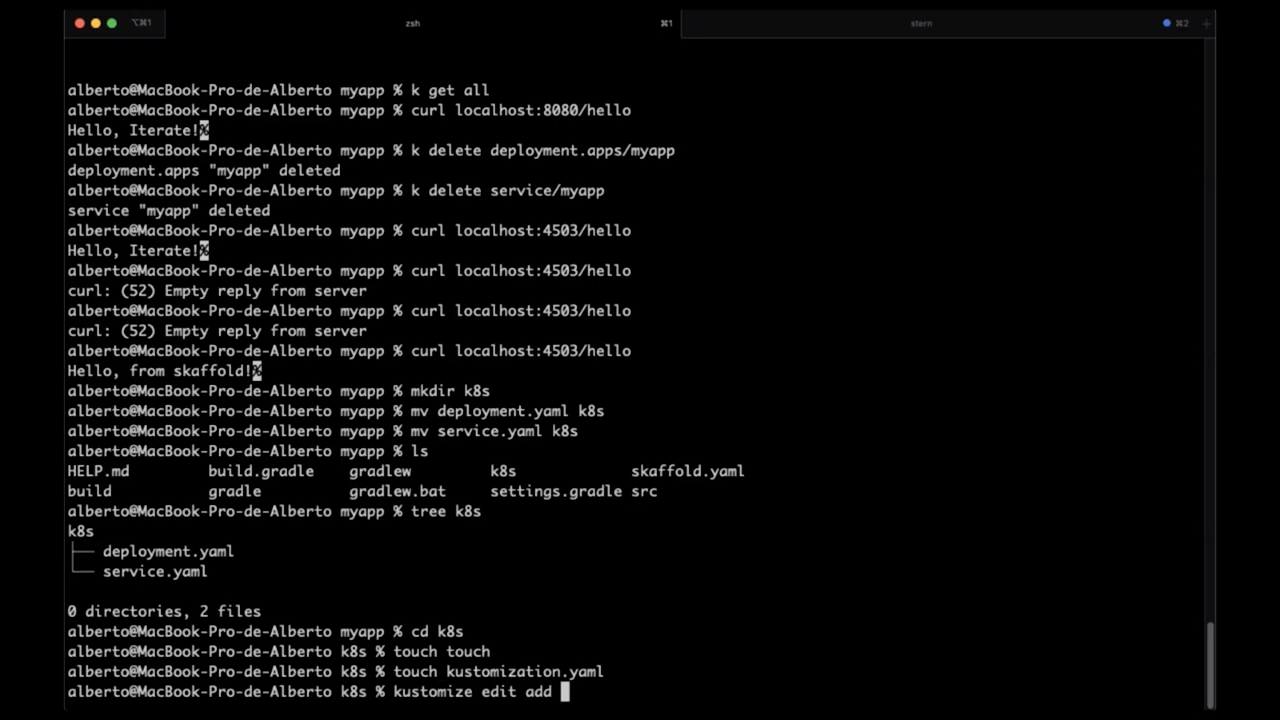 ⌥⌘1 zsh ⌘1 stern ⌘2 +
alberto@MacBook-Pro-de-Alberto myapp % k get all
alberto@MacBook-Pro-de-Alberto myapp % curl localhost:8080/hello
Hello, Iterate!%
alberto@MacBook-Pro-de-Alberto myapp % k delete deployment.apps/myapp
deployment.apps "myapp" deleted
alberto@MacBook-Pro-de-Alberto myapp % k delete service/myapp
service "myapp" deleted
alberto@MacBook-Pro-de-Alberto myapp % curl localhost:4503/hello
Hello, Iterate!%
alberto@MacBook-Pro-de-Alberto myapp % curl localhost:4503/hello
curl: (52) Empty reply from server
alberto@MacBook-Pro-de-Alberto myapp % curl localhost:4503/hello
curl: (52) Empty reply from server
alberto@MacBook-Pro-de-Alberto myapp % curl localhost:4503/hello
Hello, from skaffold!%
alberto@MacBook-Pro-de-Alberto myapp % mkdir k8s
alberto@MacBook-Pro-de-Alberto myapp % mv deployment.yaml k8s
alberto@MacBook-Pro-de-Alberto myapp % mv service.yaml k8s
alberto@MacBook-Pro-de-Alberto myapp % ls
HELP.md build.gradle gradlew k8s skaffold.yaml
build gradle gradlew.bat settings.gradle src
alberto@MacBook-Pro-de-Alberto myapp % tree k8s
k8s
├── deployment.yaml
└── service.yaml
0 directories, 2 files
alberto@MacBook-Pro-de-Alberto myapp % cd k8s
alberto@MacBook-Pro-de-Alberto k8s % touch touch
alberto@MacBook-Pro-de-Alberto k8s % touch kustomization.yaml
alberto@MacBook-Pro-de-Alberto k8s % kustomize edit add